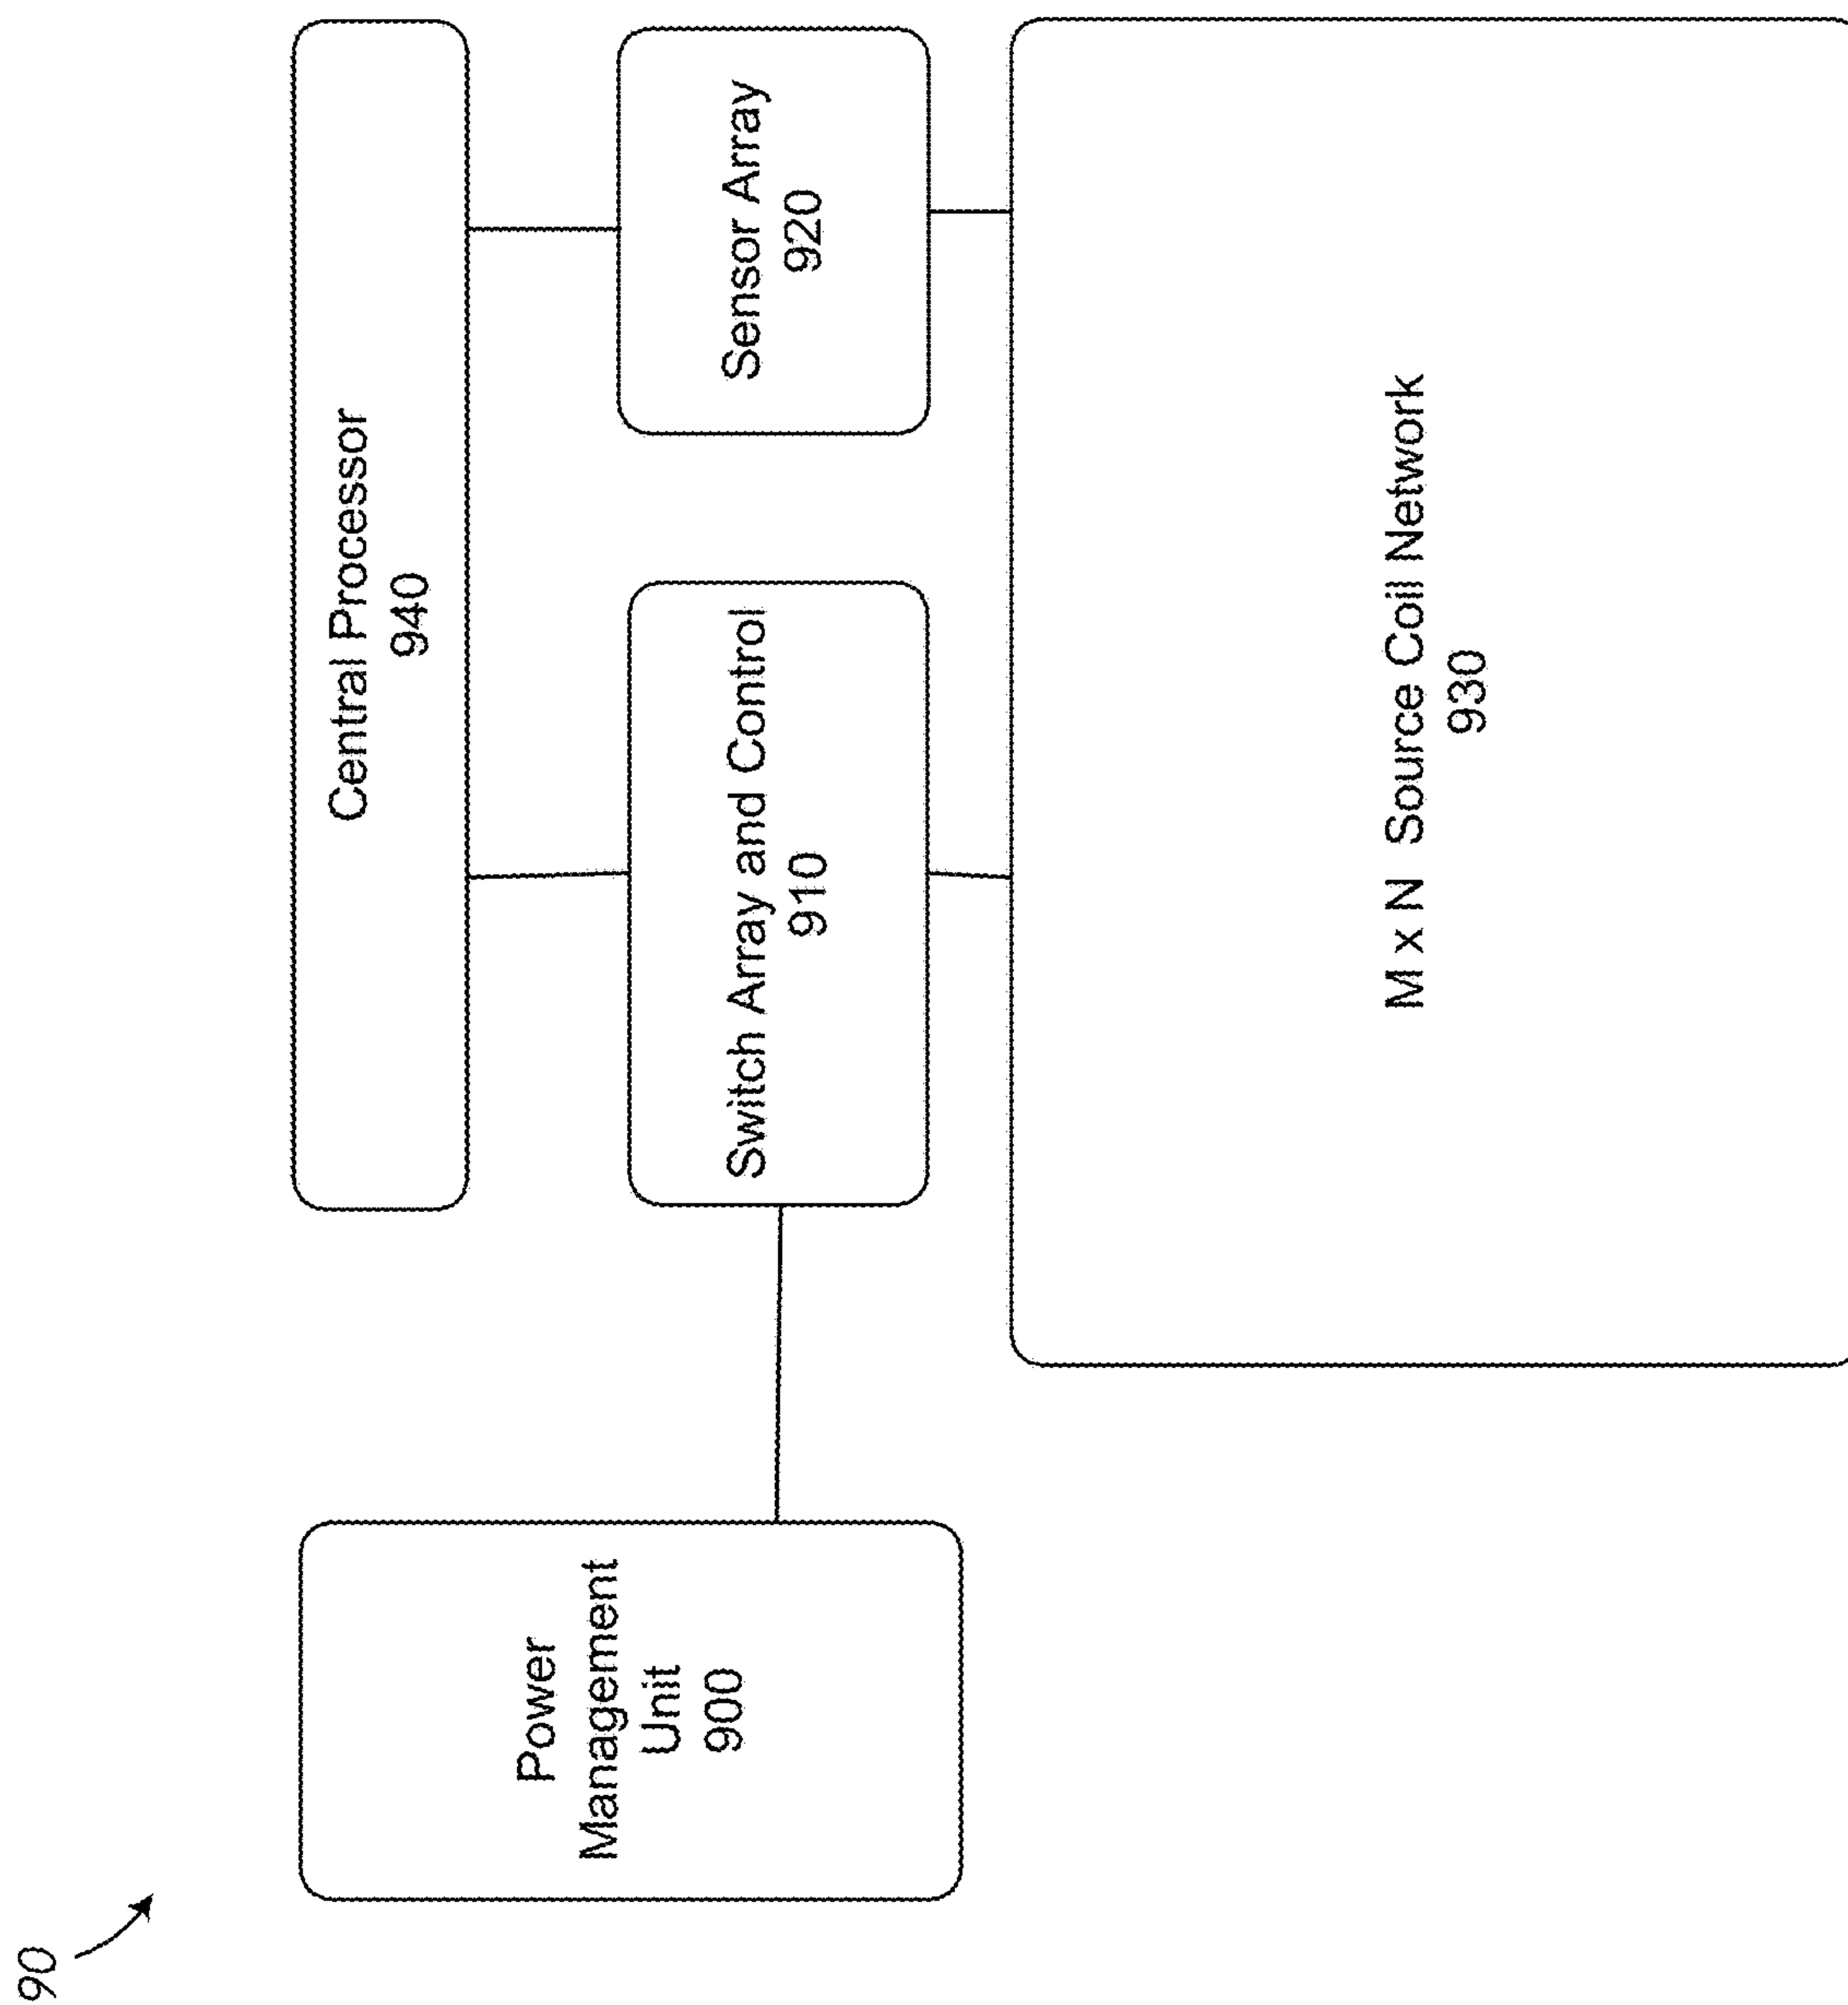 90
Central Processor
940
Power
Management
Unit
900
Switch Array and Control
910
Sensor Array
920
M x N Source Coil Network
930